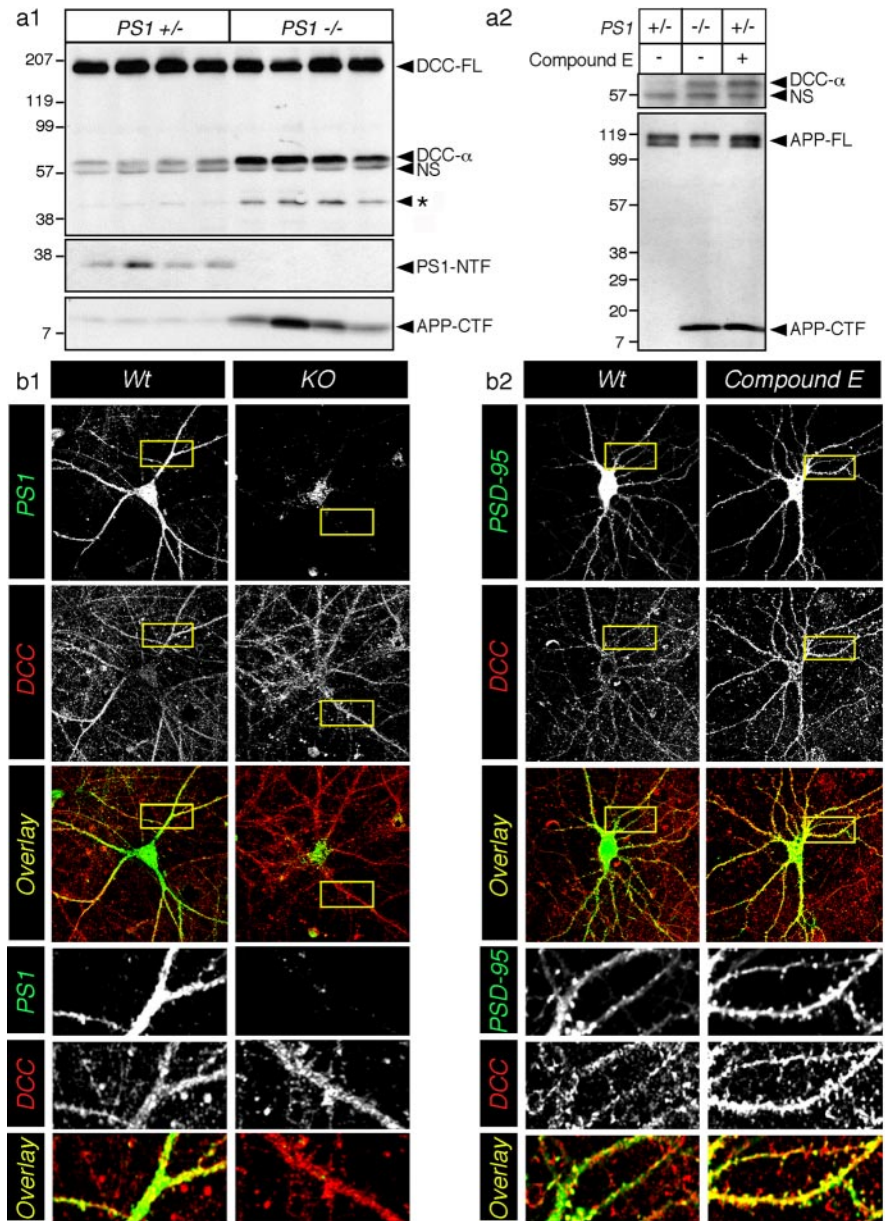 a1
PS1 +/- PS1 -/-
207
119
99
57
38
DCC-FL
DCC-α
NS
*
38
PS1-NTF
7
APP-CTF
a2
PS1 +/- -/- +/-
Compound E - - +
57
DCC-α
NS
119
99
57
38
29
20
7
APP-FL
APP-CTF
b1
Wt KO
PS1
DCC
Overlay
PS1
DCC
Overlay
b2
Wt Compound E
PSD-95
DCC
Overlay
PSD-95
DCC
Overlay